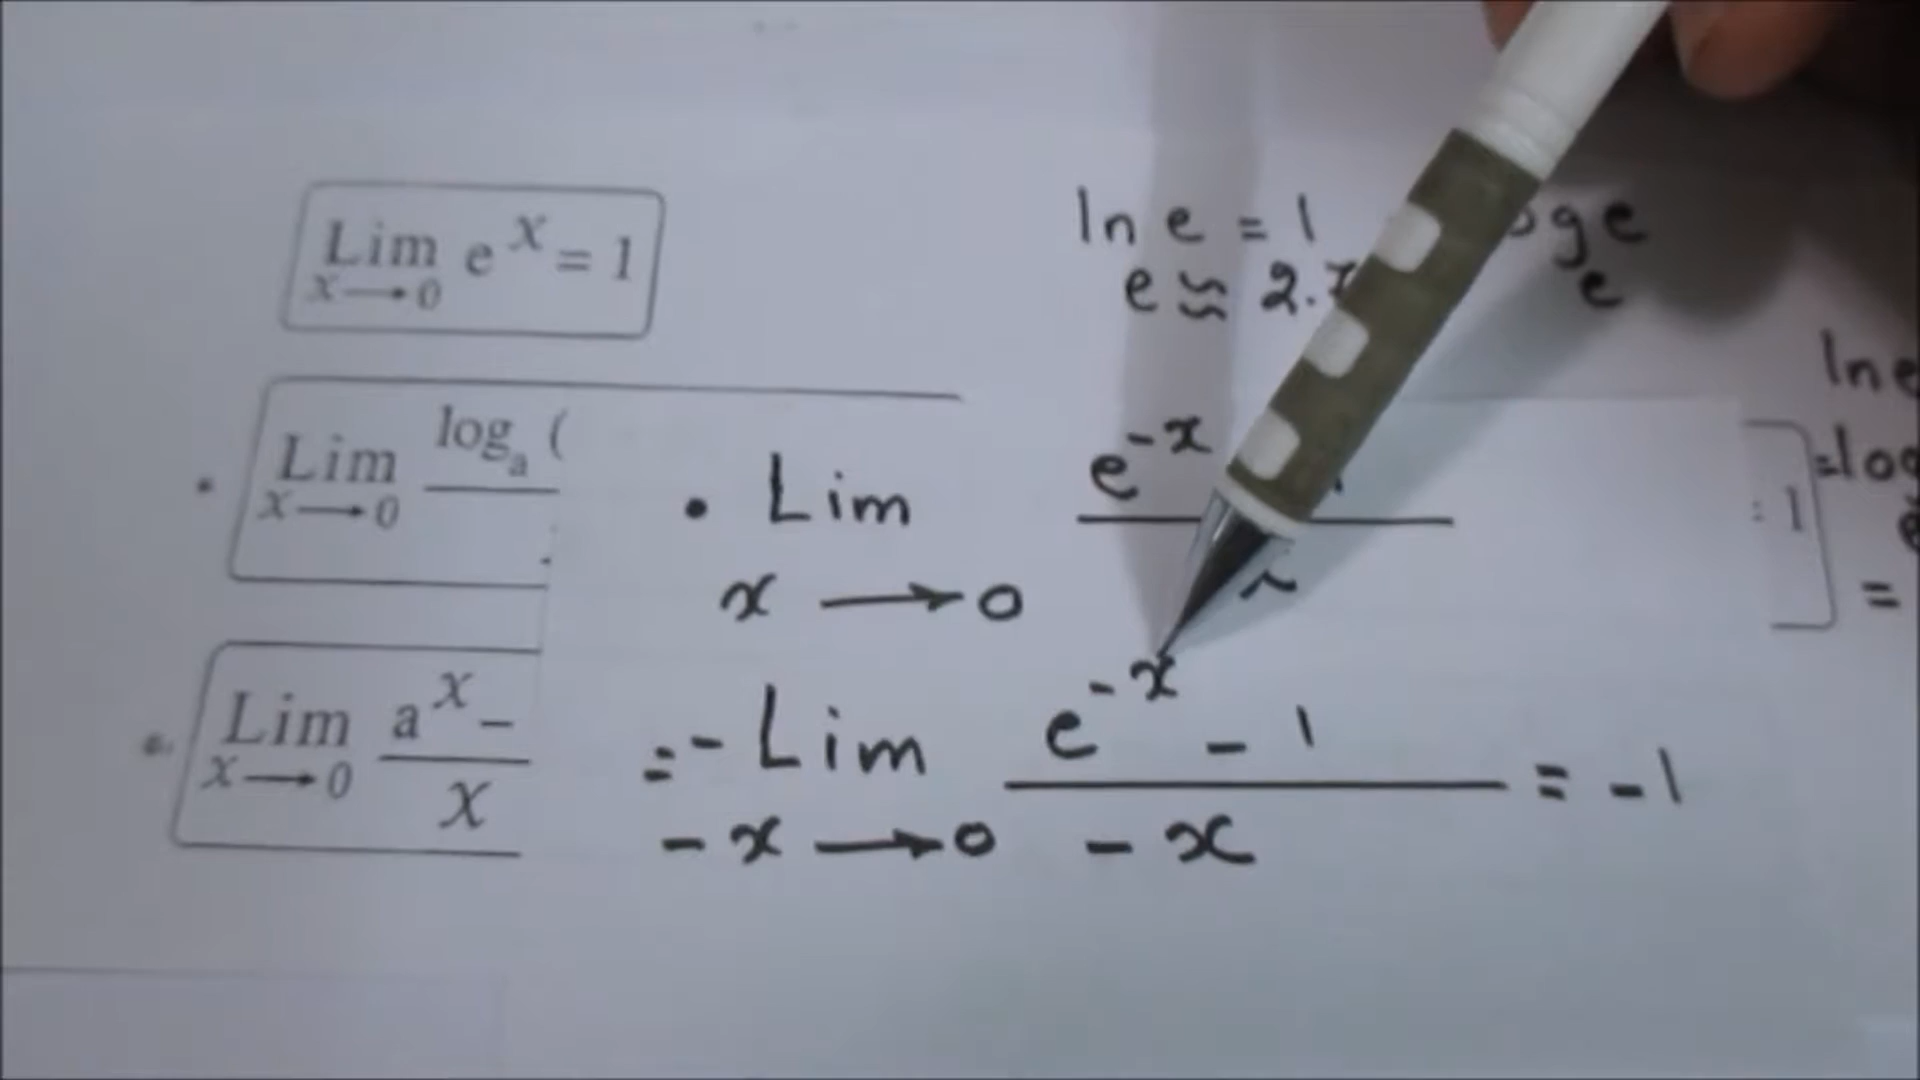 Lim e^x = 1
x → 0
ln e = 1
e ≈ 2.
e
ln e
Lim log_a (
x → 0
• Lim e^-x
x → 0
: 1
=log
e
=
Lim a^x -
x → 0 x
= - Lim e^-x - 1 = -1
-x → 0 -x